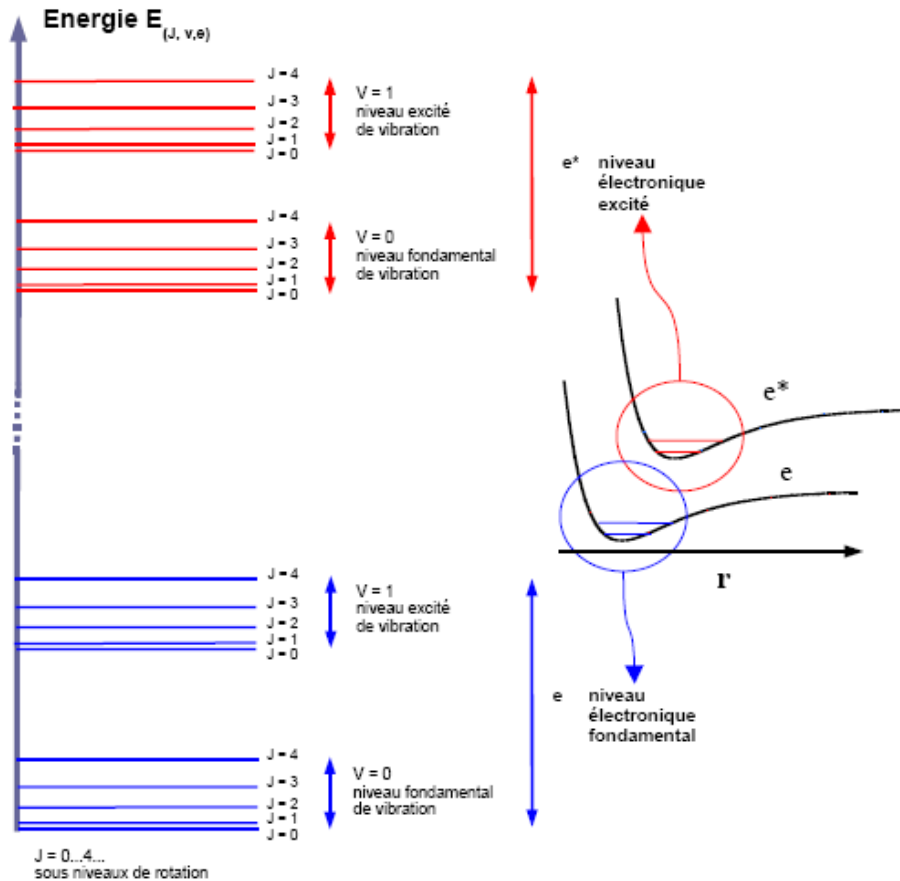 Energie E(J, v,e)
J = 4
J = 3
J = 2
J = 1
J = 0
V = 1
niveau excité
de vibration
J = 4
J = 3
J = 2
J = 1
J = 0
V = 0
niveau fondamental
de vibration
e* niveau
électronique
excité
e*
e
r
J = 4
J = 3
J = 2
J = 1
J = 0
V = 1
niveau excité
de vibration
J = 4
J = 3
J = 2
J = 1
J = 0
V = 0
niveau fondamental
de vibration
e niveau
électronique
fondamental
J = 0...4...
sous niveaux de rotation